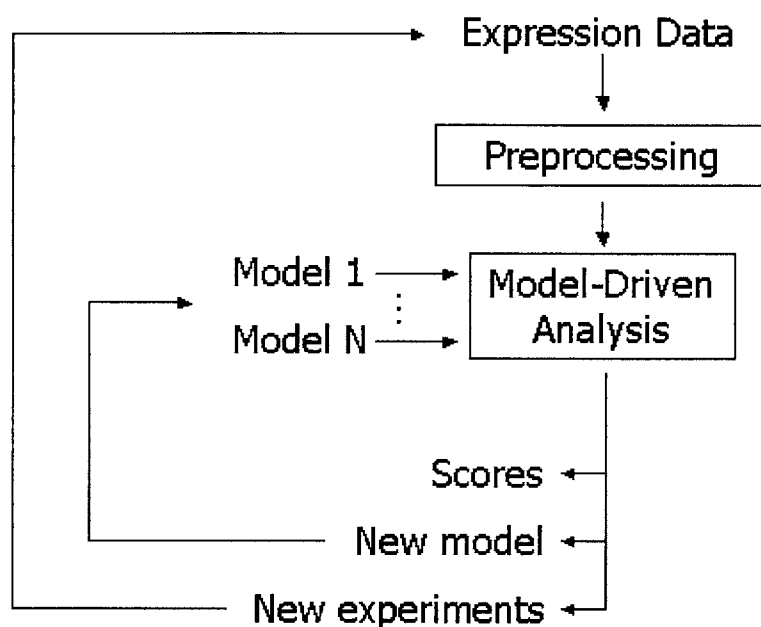 Expression Data
Preprocessing
Model 1
Model N
Model-Driven
Analysis
Scores
New model
New experiments